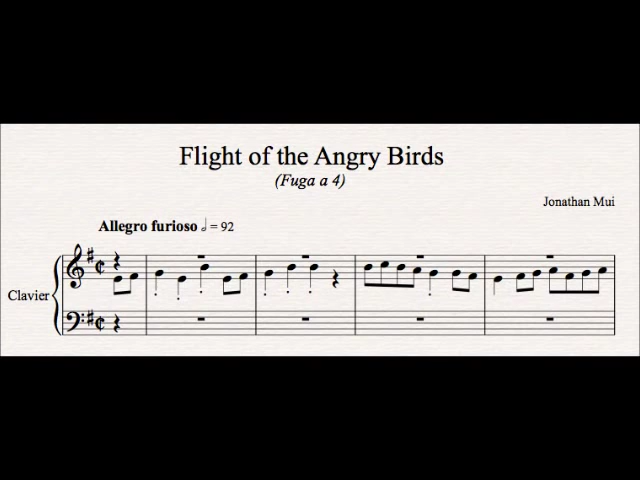 Flight of the Angry Birds
(Fuga a 4)
Jonathan Mui
Allegro furioso 𝅗𝅥 = 92
Clavier